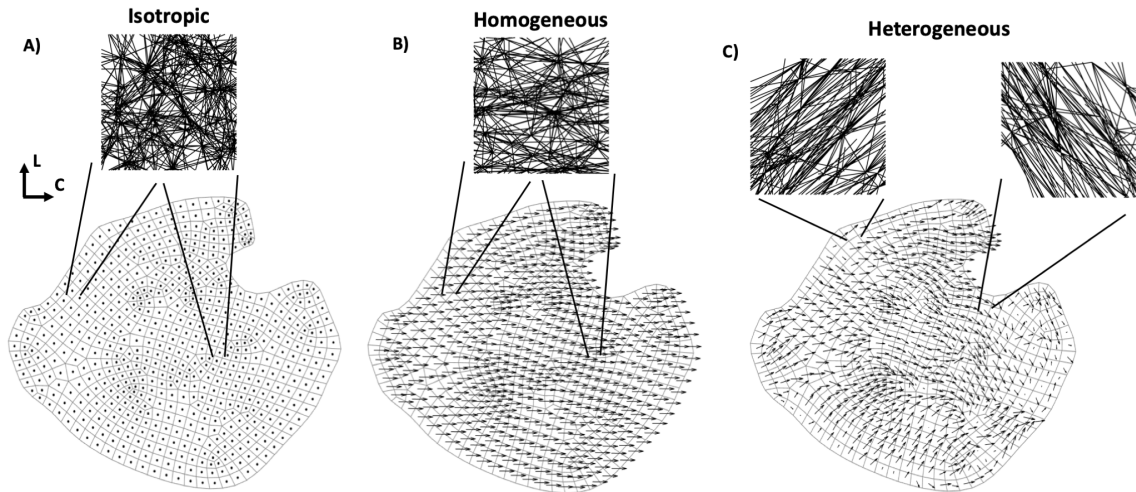 Isotropic
Homogeneous
Heterogeneous
A)
B)
C)
L
C